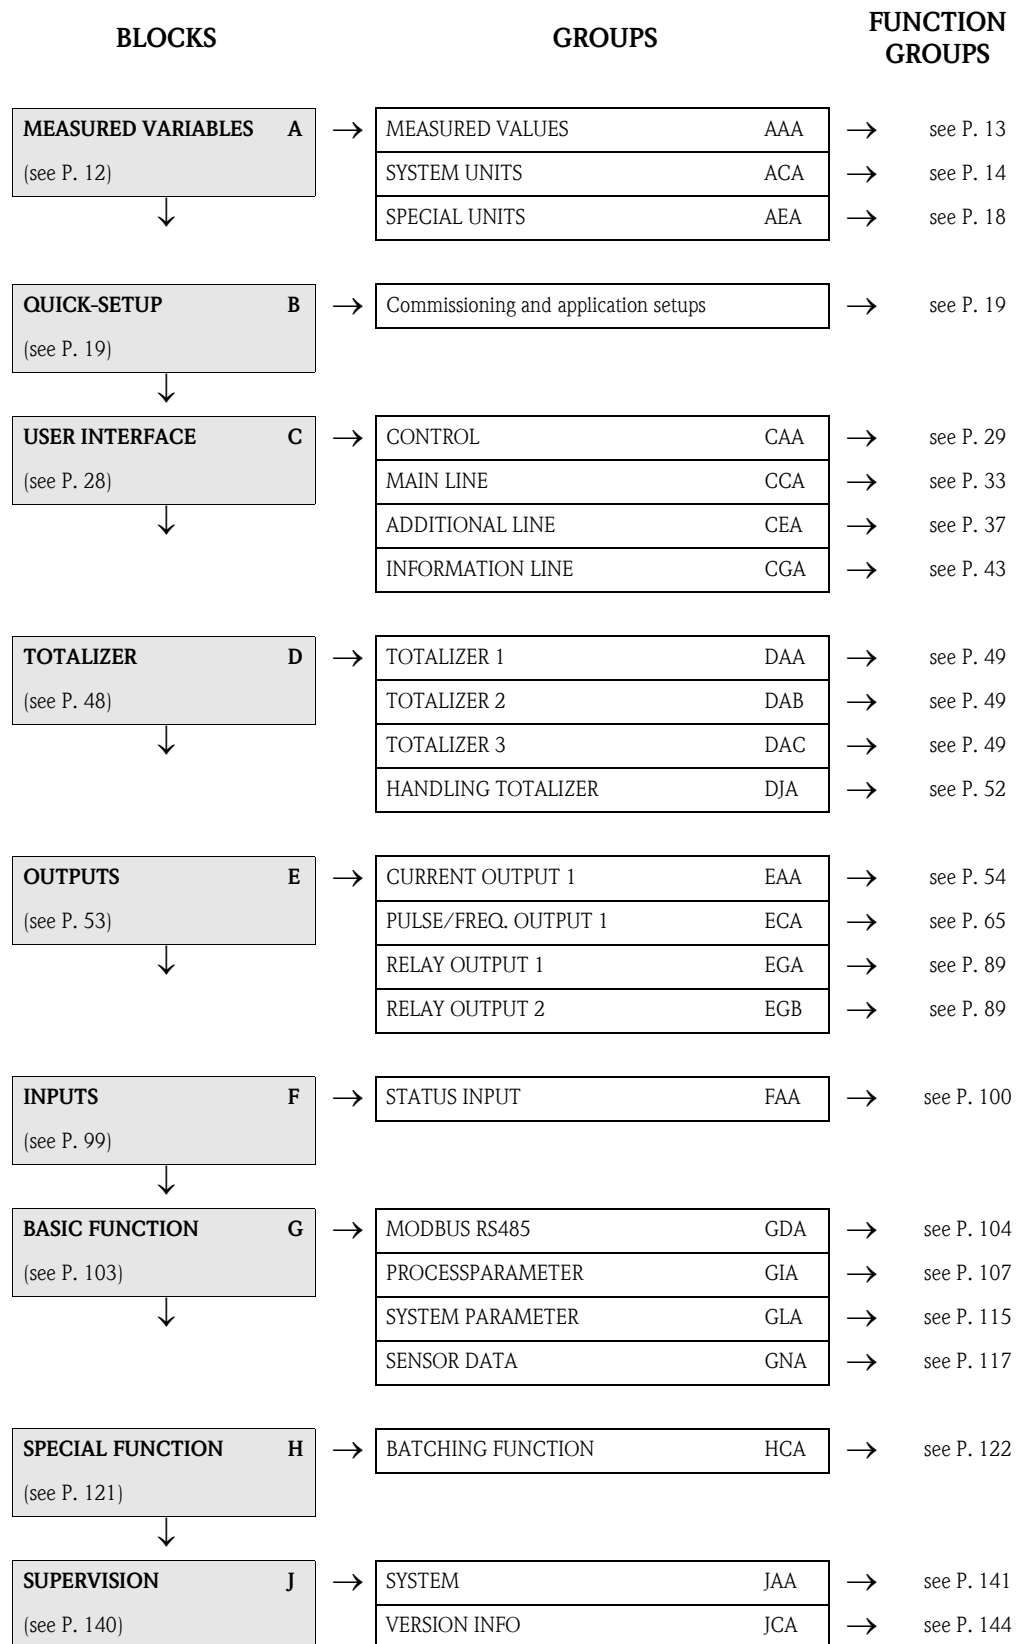 BLOCKS GROUPS FUNCTION GROUPS
MEASURED VARIABLES A → MEASURED VALUES AAA → see P. 13
(see P. 12) SYSTEM UNITS ACA → see P. 14
↓ SPECIAL UNITS AEA → see P. 18
QUICK-SETUP B → Commissioning and application setups → see P. 19
(see P. 19)
↓
USER INTERFACE C → CONTROL CAA → see P. 29
(see P. 28) MAIN LINE CCA → see P. 33
↓ ADDITIONAL LINE CEA → see P. 37
INFORMATION LINE CGA → see P. 43
TOTALIZER D → TOTALIZER 1 DAA → see P. 49
(see P. 48) TOTALIZER 2 DAB → see P. 49
↓ TOTALIZER 3 DAC → see P. 49
HANDLING TOTALIZER DJA → see P. 52
OUTPUTS E → CURRENT OUTPUT 1 EAA → see P. 54
(see P. 53) PULSE/FREQ. OUTPUT 1 ECA → see P. 65
↓ RELAY OUTPUT 1 EGA → see P. 89
RELAY OUTPUT 2 EGB → see P. 89
INPUTS F → STATUS INPUT FAA → see P. 100
(see P. 99)
↓
BASIC FUNCTION G → MODBUS RS485 GDA → see P. 104
(see P. 103) PROCESSPARAMETER GIA → see P. 107
↓ SYSTEM PARAMETER GLA → see P. 115
SENSOR DATA GNA → see P. 117
SPECIAL FUNCTION H → BATCHING FUNCTION HCA → see P. 122
(see P. 121)
↓
SUPERVISION J → SYSTEM JAA → see P. 141
(see P. 140) VERSION INFO JCA → see P. 144